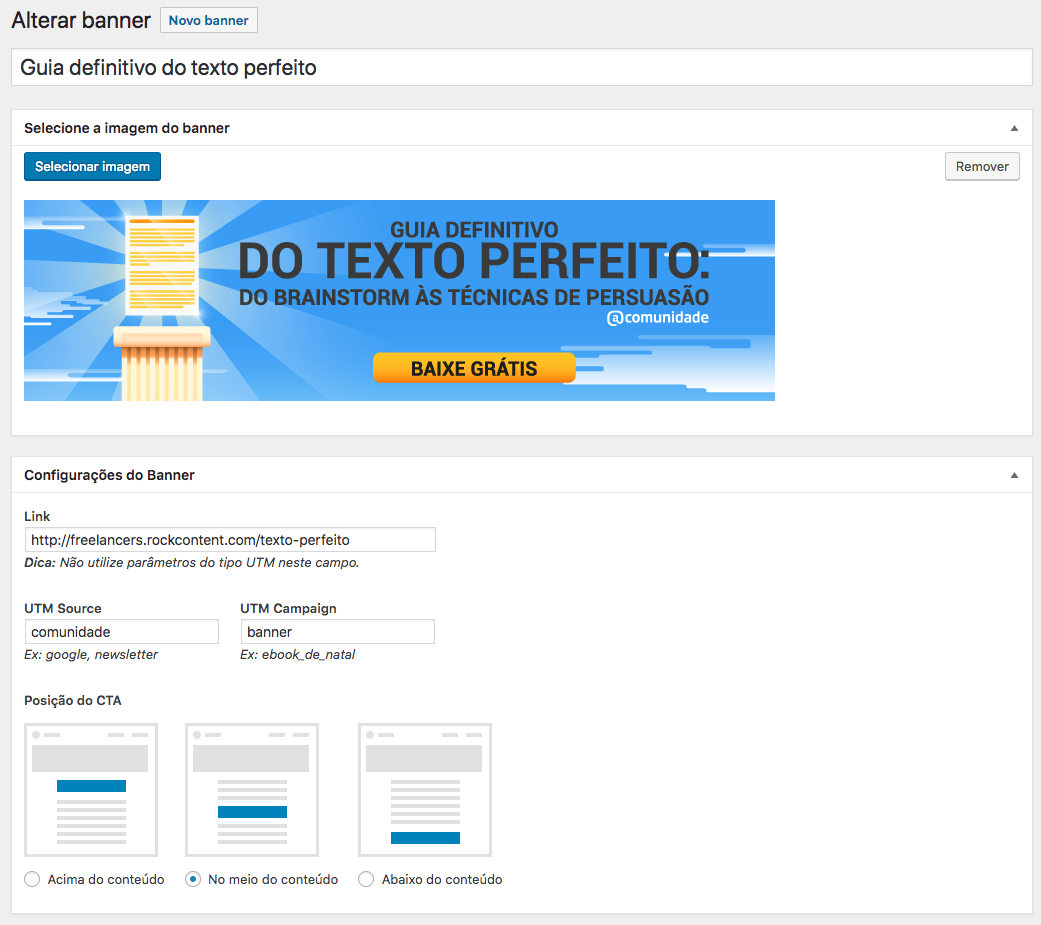 Alterar banner Novo banner
Guia definitivo do texto perfeito
Selecione a imagem do banner
Selecionar imagem Remover
GUIA DEFINITIVO
DO TEXTO PERFEITO:
DO BRAINSTORM ÀS TÉCNICAS DE PERSUASÃO
@comunidade
BAIXE GRÁTIS
Configurações do Banner
Link
http://freelancers.rockcontent.com/texto-perfeito
Dica: Não utilize parâmetros do tipo UTM neste campo.
UTM Source UTM Campaign
comunidade banner
Ex: google, newsletter Ex: ebook_de_natal
Posição do CTA
Acima do conteúdo No meio do conteúdo Abaixo do conteúdo